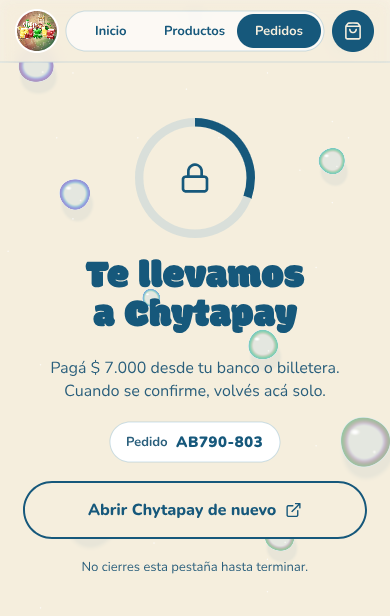 Inicio
Productos
Pedidos
Te llevamos
a Chytapay
Pagá $ 7.000 desde tu banco o billetera.
Cuando se confirme, volvés acá solo.
Pedido AB790-803
Abrir Chytapay de nuevo
No cierres esta pestaña hasta terminar.